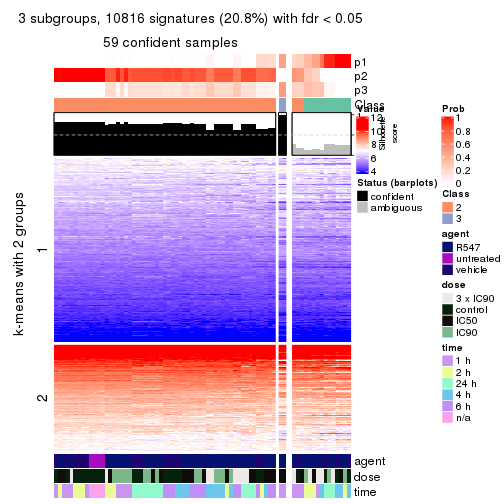 3 subgroups, 10816 signatures (20.8%) with fdr < 0.05
59 confident samples
p1
p2
p3
Class
1
Silhouette
score
k-means with 2 groups
1
2
agent
dose
time
Value
12
10
8
6
4
Status (barplots)
confident
ambiguous
Prob
1
0.8
0.6
0.4
0.2
0
Class
2
3
agent
R547
untreated
vehicle
dose
3 x IC90
control
IC50
IC90
time
1 h
2 h
24 h
4 h
6 h
n/a